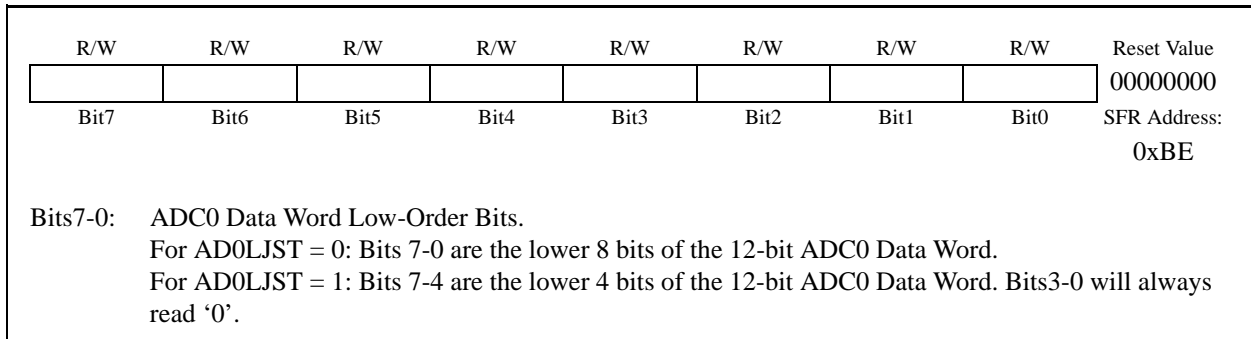 R/W R/W R/W R/W R/W R/W R/W R/W Reset Value
00000000
Bit7 Bit6 Bit5 Bit4 Bit3 Bit2 Bit1 Bit0 SFR Address:
0xBE
Bits7-0: ADC0 Data Word Low-Order Bits.
For AD0LJST = 0: Bits 7-0 are the lower 8 bits of the 12-bit ADC0 Data Word.
For AD0LJST = 1: Bits 7-4 are the lower 4 bits of the 12-bit ADC0 Data Word. Bits3-0 will always
read ‘0’.